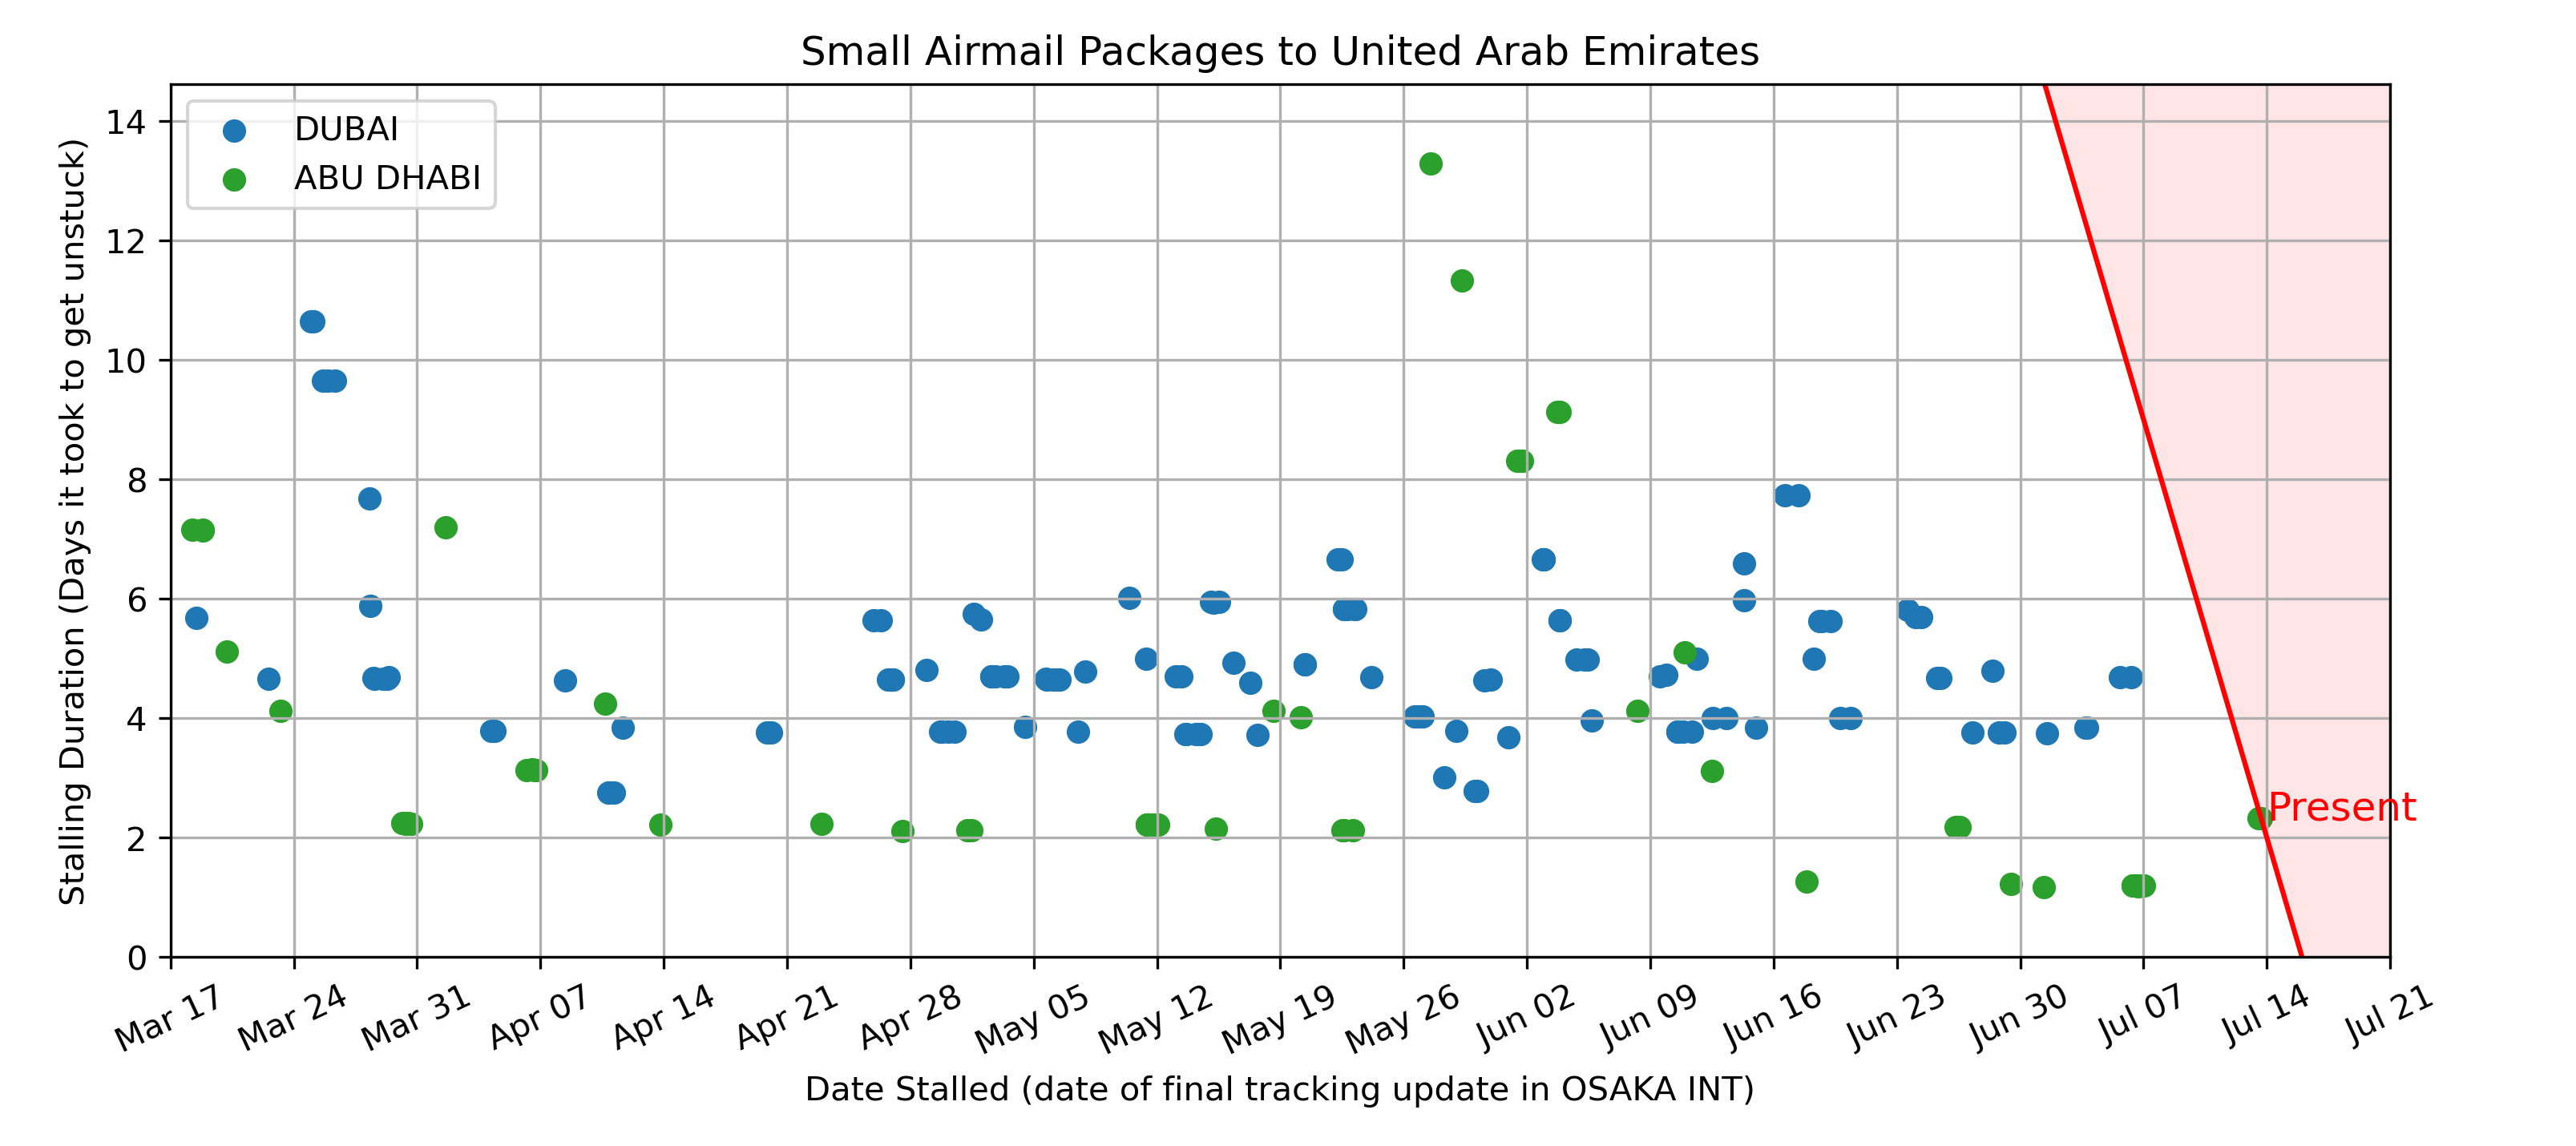 Small Airmail Packages to United Arab Emirates
DUBAI
ABU DHABI
Stalling Duration (Days it took to get unstuck)
14
12
10
8
6
4
2
0
Present
Mar 17
Mar 24
Mar 31
Apr 07
Apr 14
Apr 21
Apr 28
May 05
May 12
May 19
May 26
Jun 02
Jun 09
Jun 16
Jun 23
Jun 30
Jul 07
Jul 14
Jul 21
Date Stalled (date of final tracking update in OSAKA INT)